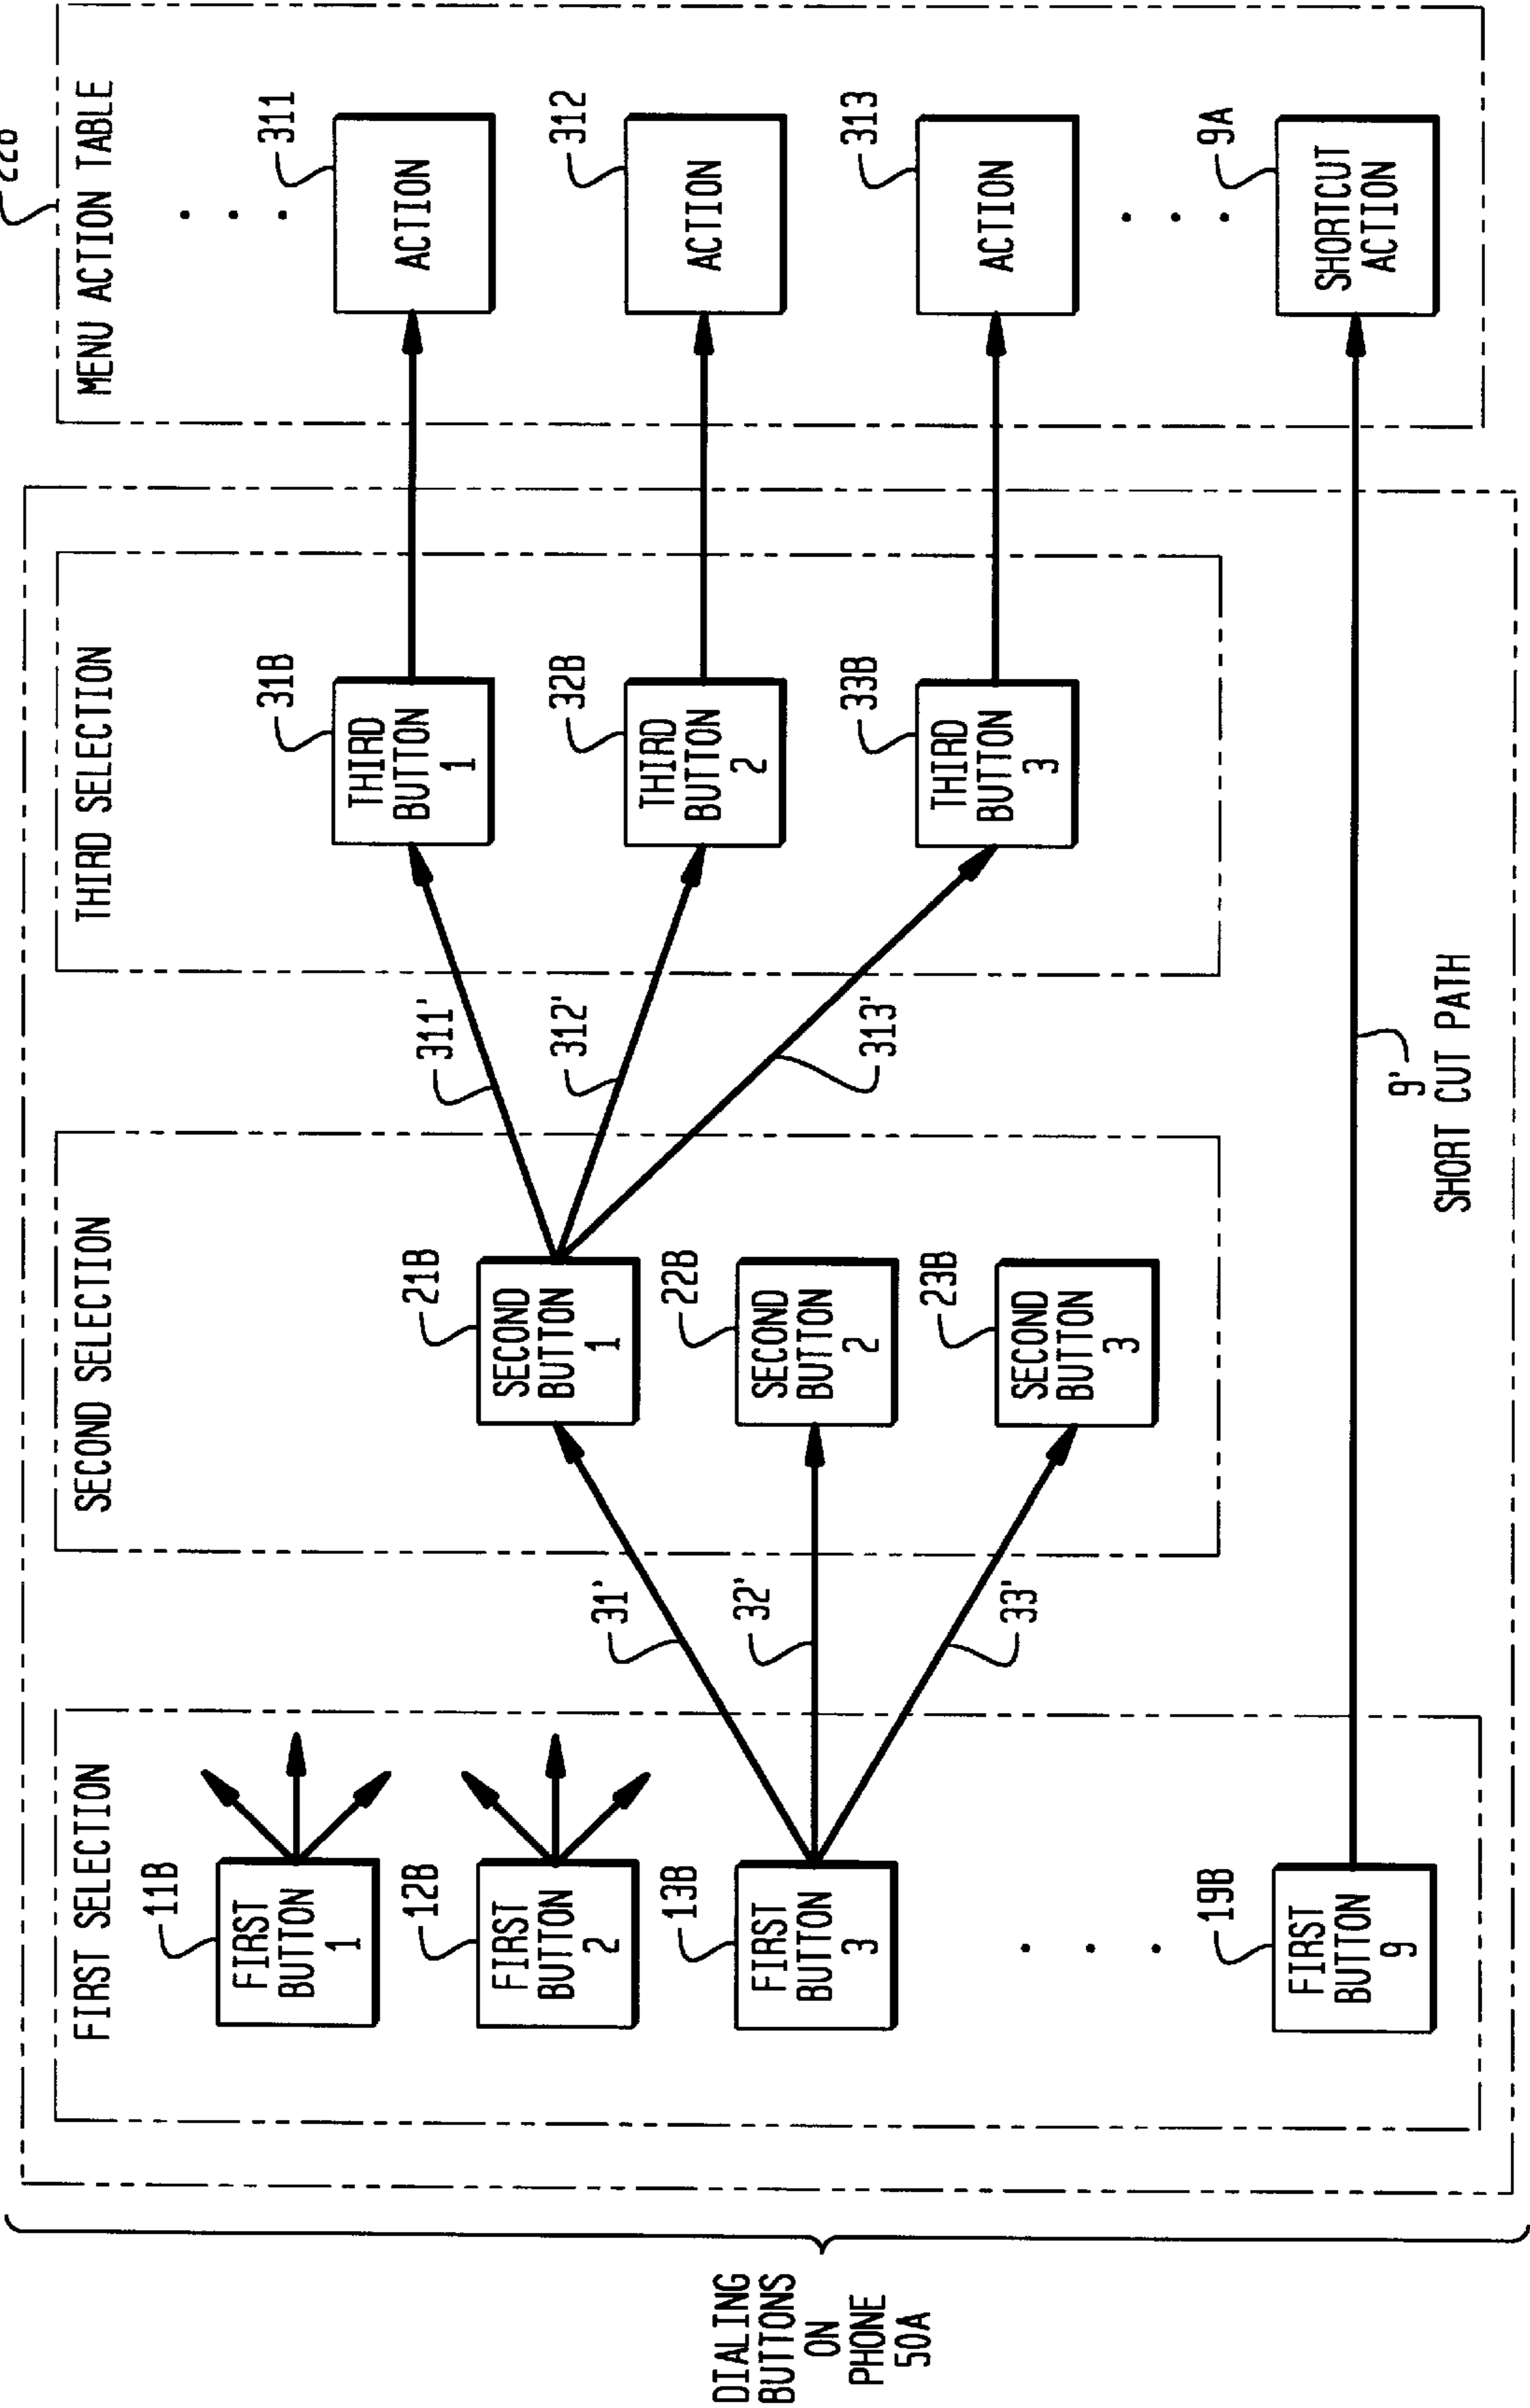 DIALING
BUTTONS
ON
PHONE
50A
FIRST SELECTION
11B
FIRST
BUTTON
1
12B
FIRST
BUTTON
2
13B
FIRST
BUTTON
3
19B
FIRST
BUTTON
9
31'
32'
33'
SECOND SELECTION
21B
SECOND
BUTTON
1
22B
SECOND
BUTTON
2
23B
SECOND
BUTTON
3
311'
312'
313'
9'
SHORT CUT PATH
THIRD SELECTION
31B
THIRD
BUTTON
1
32B
THIRD
BUTTON
2
33B
THIRD
BUTTON
3
MENU ACTION TABLE
311
ACTION
312
ACTION
313
ACTION
9A
SHORTCUT
ACTION